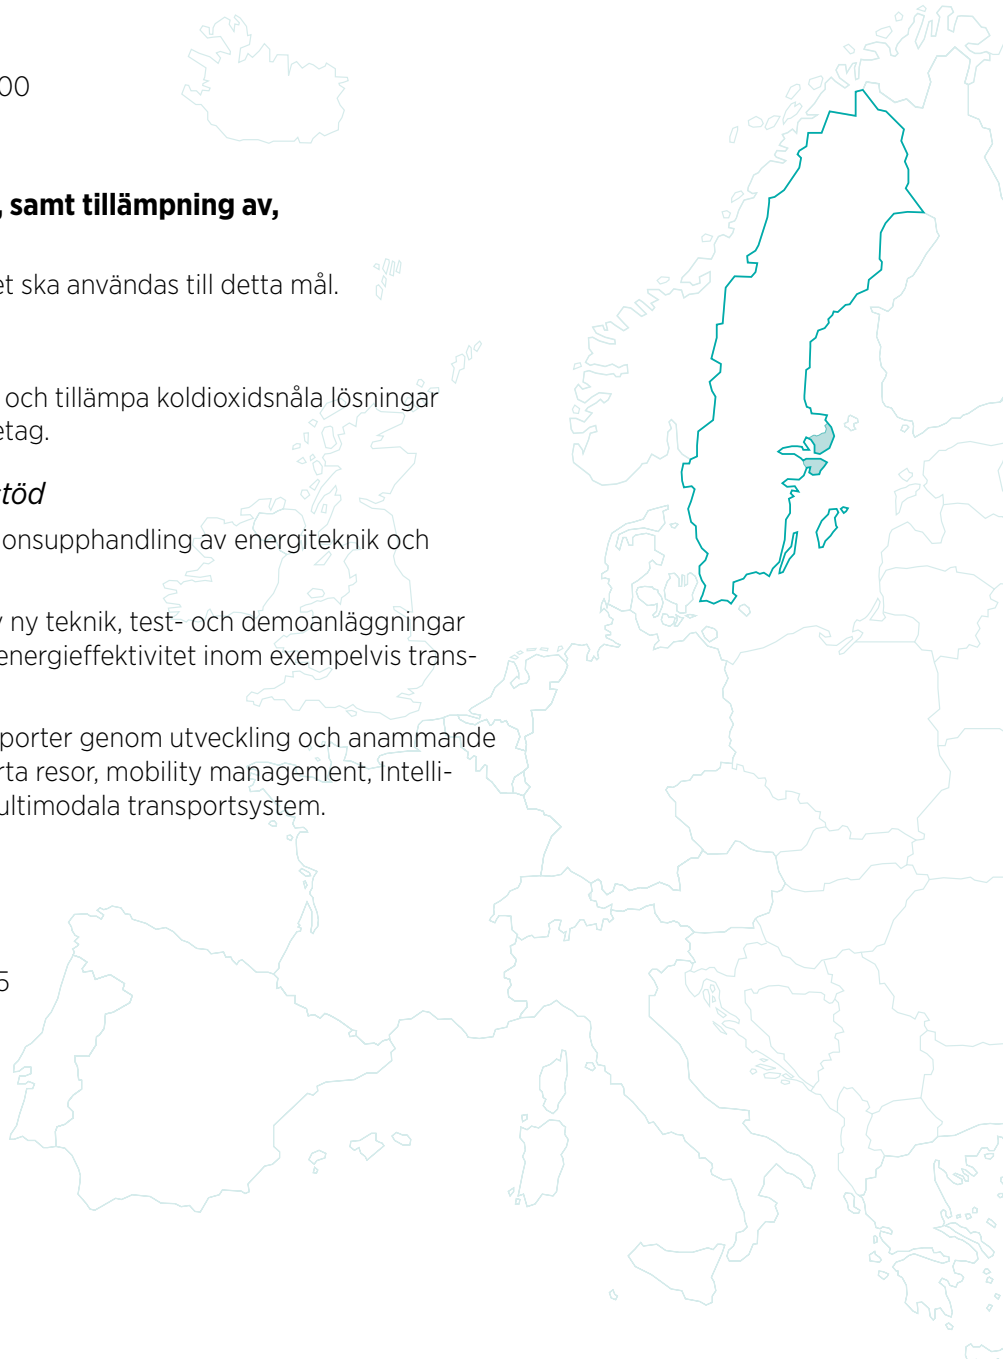 00
, samt tillämpning av,
et ska användas till detta mål.
och tillämpa koldioxidsnåla lösningar
etag.
töd
onsupphandling av energiteknik och
ny teknik, test- och demoanläggningar
energieffektivitet inom exempelvis trans-
porter genom utveckling och anammande
rta resor, mobility management, Intelli-
ultimodala transportsystem.
5